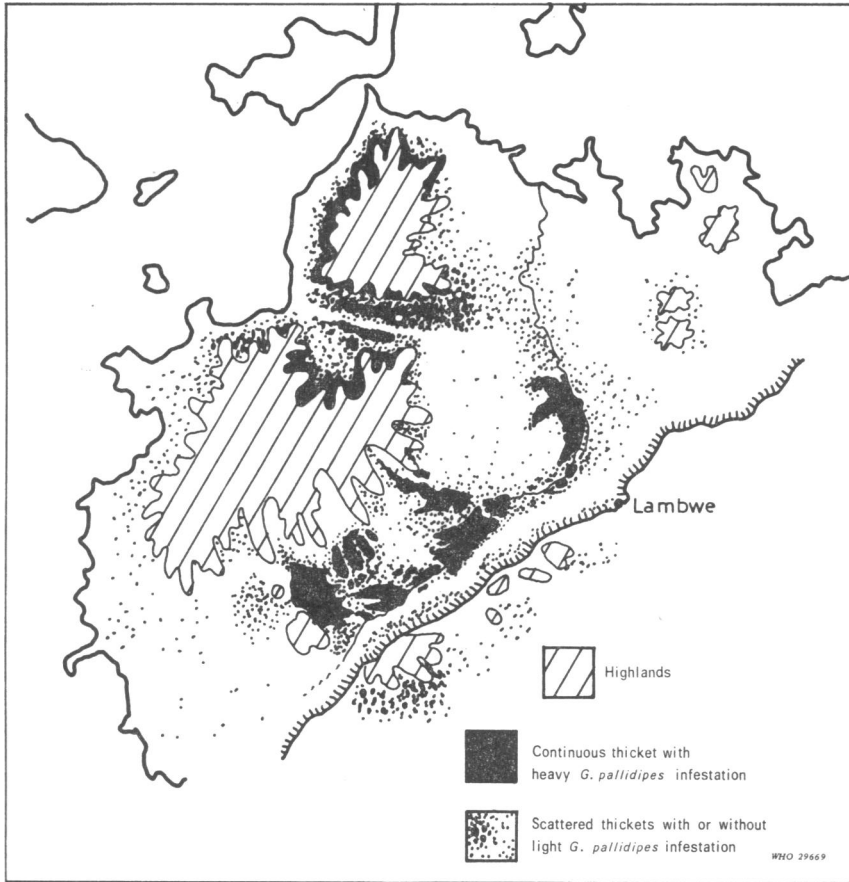 Lambwe
Highlands
Continuous thicket with
heavy G. pallidipes infestation
Scattered thickets with or without
light G. pallidipes infestation
WHO 29669